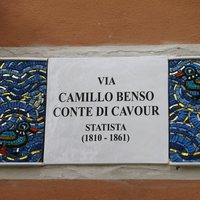 VIA
CAMILLO BENSO
CONTE DI CAVOUR
STATISTA
(1810 - 1861)